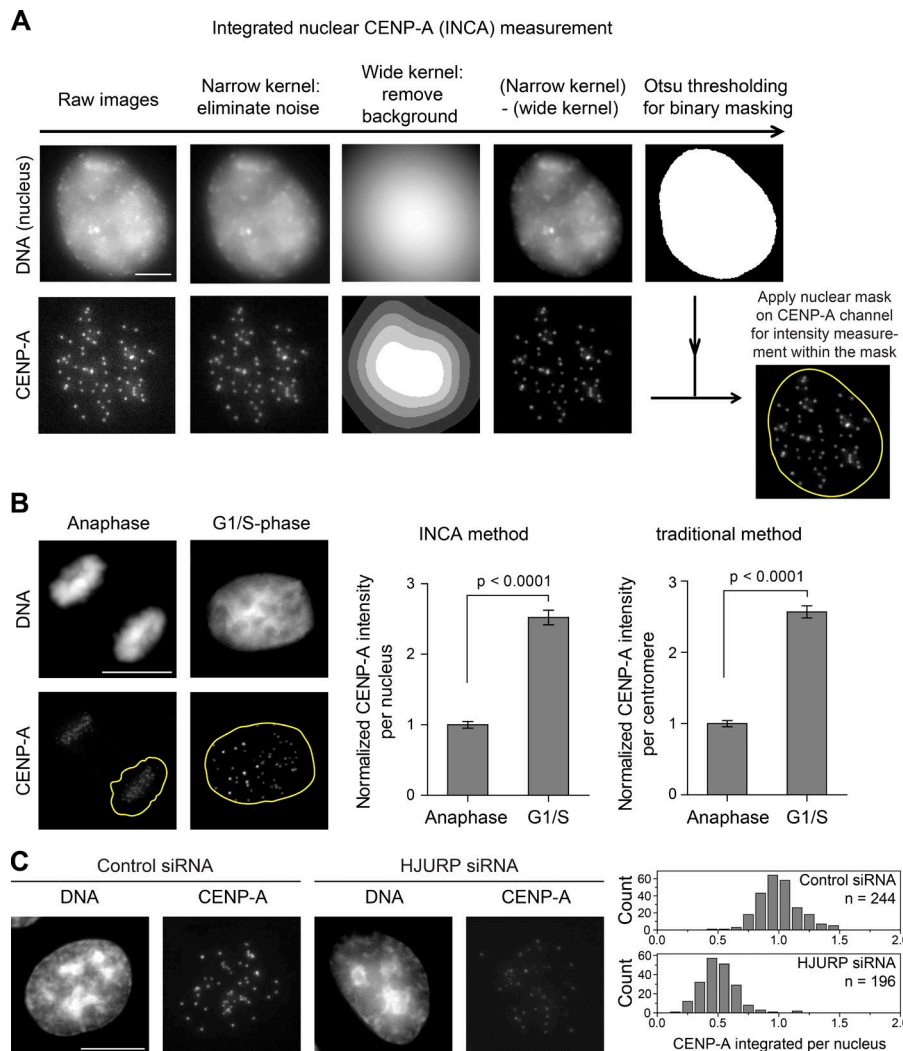 A
Integrated nuclear CENP-A (INCA) measurement
Raw images
Narrow kernel:
eliminate noise
Wide kernel:
remove
background
(Narrow kernel)
- (wide kernel)
Otsu thresholding
for binary masking
DNA (nucleus)
CENP-A
Apply nuclear mask
on CENP-A channel
for intensity measure-
ment within the mask
B
Anaphase
G1/S-phase
DNA
CENP-A
INCA method
p < 0.0001
Normalized CENP-A intensity
per nucleus
3
2
1
0
Anaphase
G1/S
traditional method
p < 0.0001
Normalized CENP-A intensity
per centromere
3
2
1
0
Anaphase
G1/S
C
Control siRNA
DNA
CENP-A
HJURP siRNA
DNA
CENP-A
Count
60
40
20
0
Control siRNA
n = 244
0.0
0.5
1.0
1.5
2.0
Count
60
40
20
0
HJURP siRNA
n = 196
0.0
0.5
1.0
1.5
2.0
CENP-A integrated per nucleus